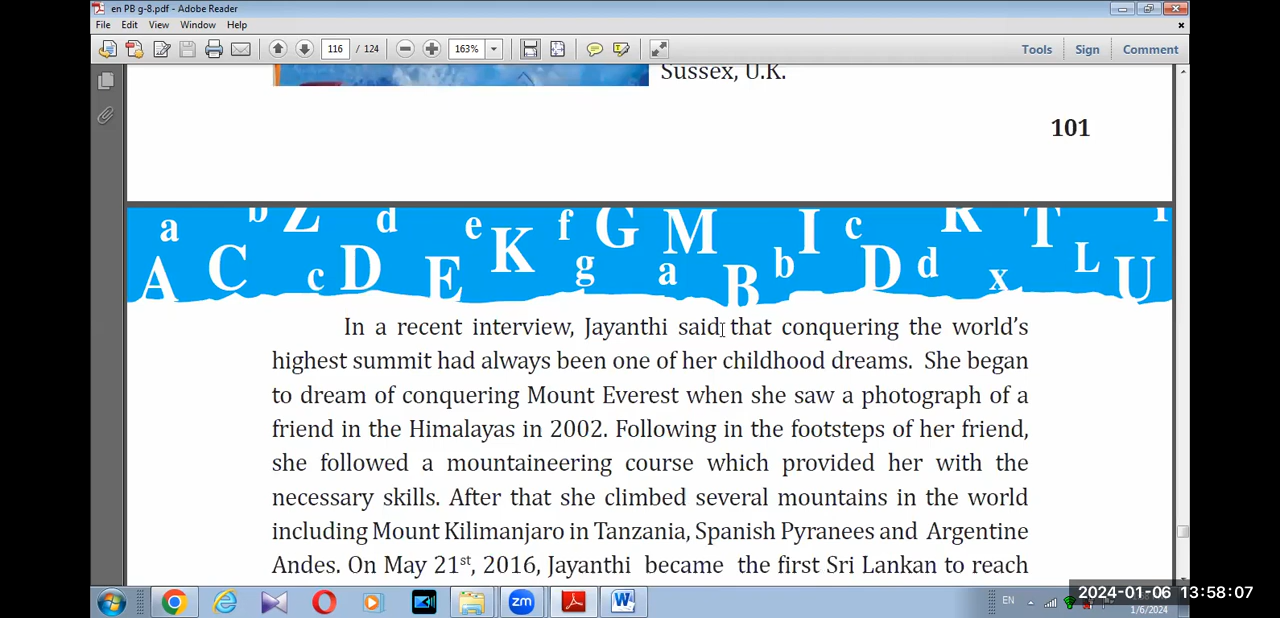 en PB g-8.pdf - Adobe Reader
File Edit View Window Help
116 / 124 163% Tools Sign Comment
Sussex, U.K.
101
a b Z d e f G M I c R T
A C c D E K g a B b D d x L U
In a recent interview, Jayanthi said that conquering the world's
highest summit had always been one of her childhood dreams. She began
to dream of conquering Mount Everest when she saw a photograph of a
friend in the Himalayas in 2002. Following in the footsteps of her friend,
she followed a mountaineering course which provided her with the
necessary skills. After that she climbed several mountains in the world
including Mount Kilimanjaro in Tanzania, Spanish Pyranees and Argentine
Andes. On May 21st, 2016, Jayanthi became the first Sri Lankan to reach
zm
EN
2024-01-06 13:58:07
1/6/2024